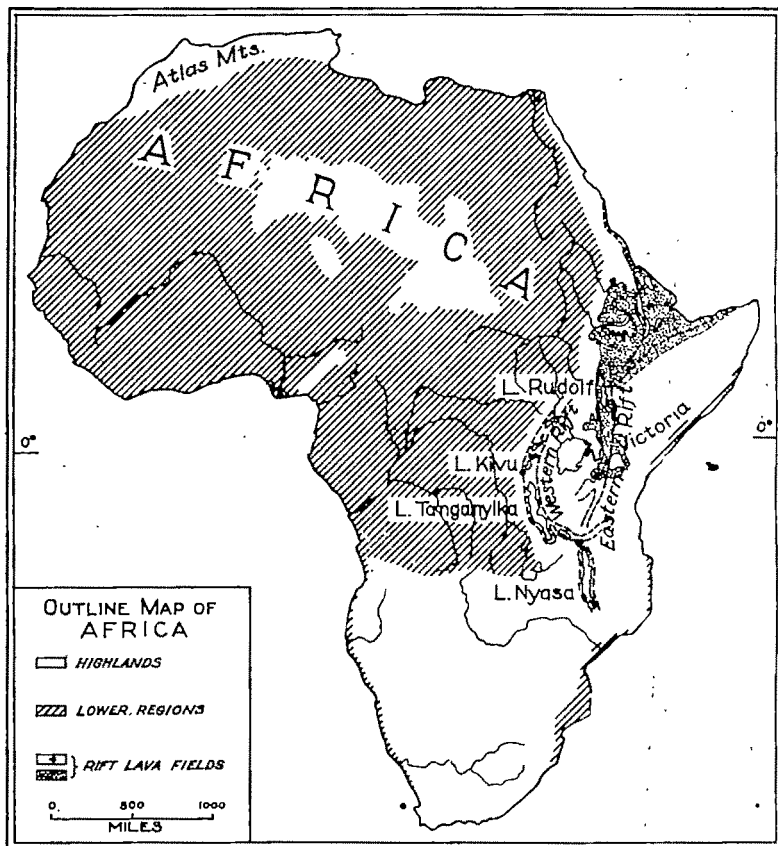 Atlas Mts.
AFRICA
L. Rudolf
Victoria
L. Kivu
Western Rift
Eastern Rift
L. Tanganyika
L. Nyasa
0°
0°
OUTLINE MAP OF
AFRICA
HIGHLANDS
LOWER REGIONS
RIFT LAVA FIELDS
0. 500 1000
MILES